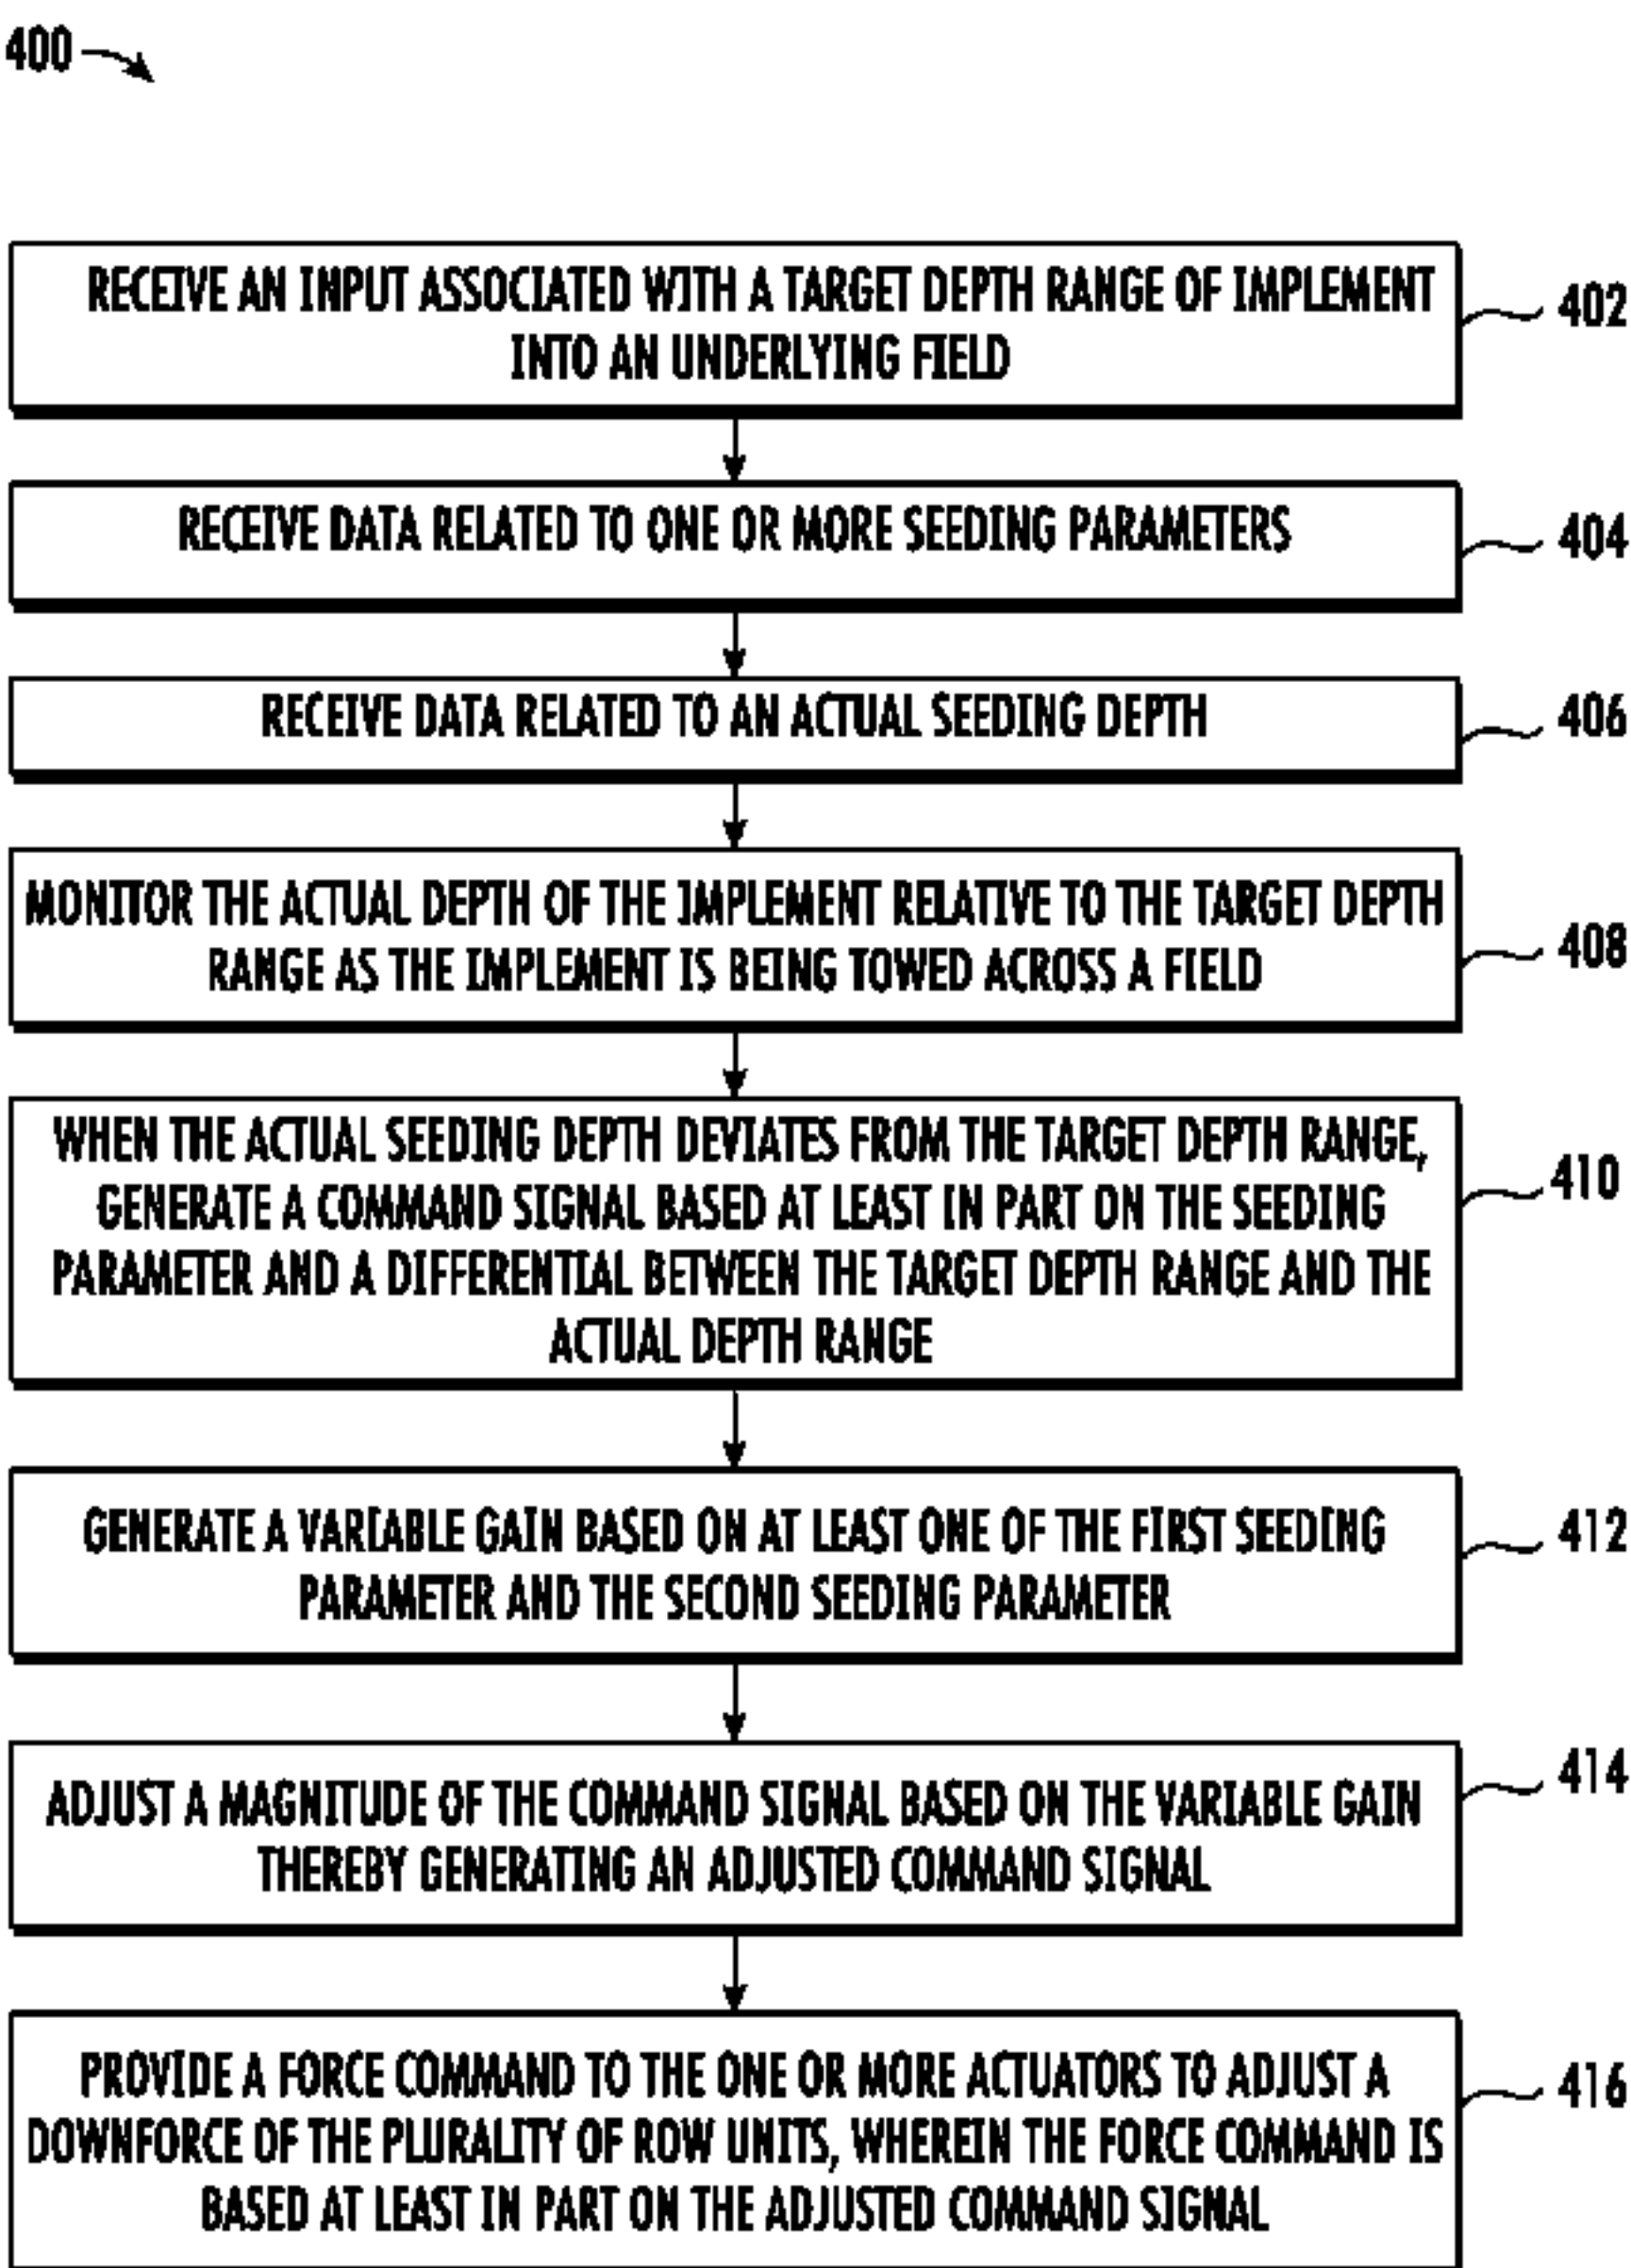 400
RECEIVE AN INPUT ASSOCIATED WITH A TARGET DEPTH RANGE OF IMPLEMENT
INTO AN UNDERLYING FIELD
402
RECEIVE DATA RELATED TO ONE OR MORE SEEDING PARAMETERS
404
RECEIVE DATA RELATED TO AN ACTUAL SEEDING DEPTH
406
MONITOR THE ACTUAL DEPTH OF THE IMPLEMENT RELATIVE TO THE TARGET DEPTH
RANGE AS THE IMPLEMENT IS BEING TOWED ACROSS A FIELD
408
WHEN THE ACTUAL SEEDING DEPTH DEVIATES FROM THE TARGET DEPTH RANGE,
GENERATE A COMMAND SIGNAL BASED AT LEAST IN PART ON THE SEEDING
PARAMETER AND A DIFFERENTIAL BETWEEN THE TARGET DEPTH RANGE AND THE
ACTUAL DEPTH RANGE
410
GENERATE A VARIABLE GAIN BASED ON AT LEAST ONE OF THE FIRST SEEDING
PARAMETER AND THE SECOND SEEDING PARAMETER
412
ADJUST A MAGNITUDE OF THE COMMAND SIGNAL BASED ON THE VARIABLE GAIN
THEREBY GENERATING AN ADJUSTED COMMAND SIGNAL
414
PROVIDE A FORCE COMMAND TO THE ONE OR MORE ACTUATORS TO ADJUST A
DOWNFORCE OF THE PLURALITY OF ROW UNITS, WHEREIN THE FORCE COMMAND IS
BASED AT LEAST IN PART ON THE ADJUSTED COMMAND SIGNAL
416